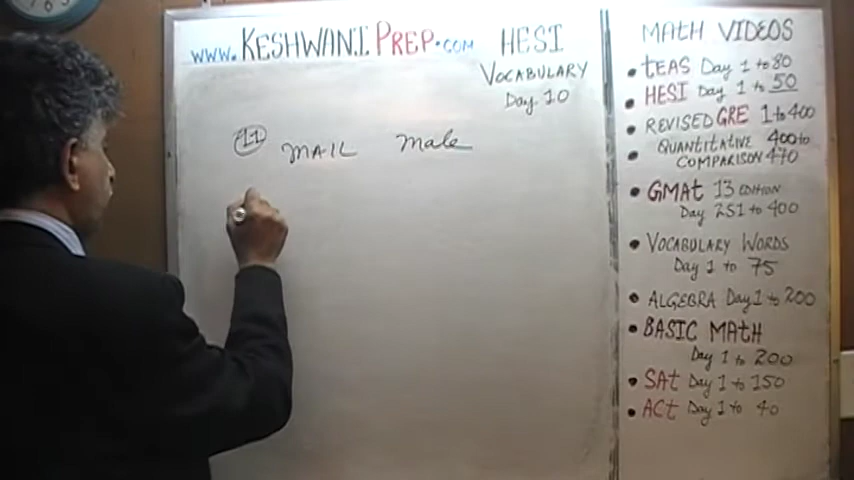 www.KESHWANIPREP.com
HESI
VOCABULARY
Day 10
11 MAIL Male
MATH VIDEOS
• tEAS Day 1 to 80
• HESI Day 1 to 50
• REVISED GRE 1 to 400
• QUANTITATIVE 400 to
COMPARISON 470
• GMAt 13 EDITION
Day 251 to 400
• VOCABULARY WORDS
Day 1 to 75
• ALGEBRA Day 1 to 200
• BASIC MATH
Day 1 to 200
• SAt Day 1 to 150
• ACt Day 1 to 40